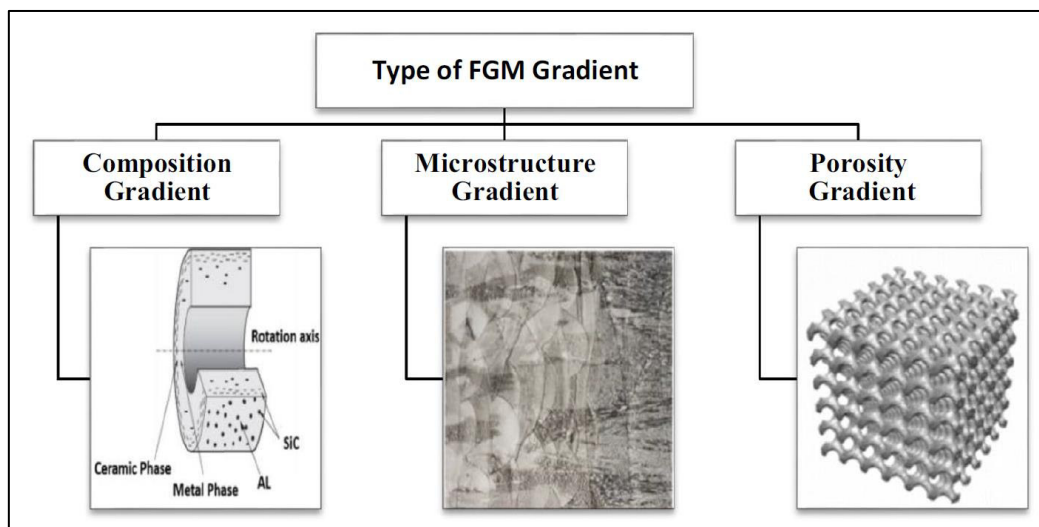 Type of FGM Gradient
Composition
Gradient
Microstructure
Gradient
Porosity
Gradient
Rotation axis
SiC
Ceramic Phase
AL
Metal Phase